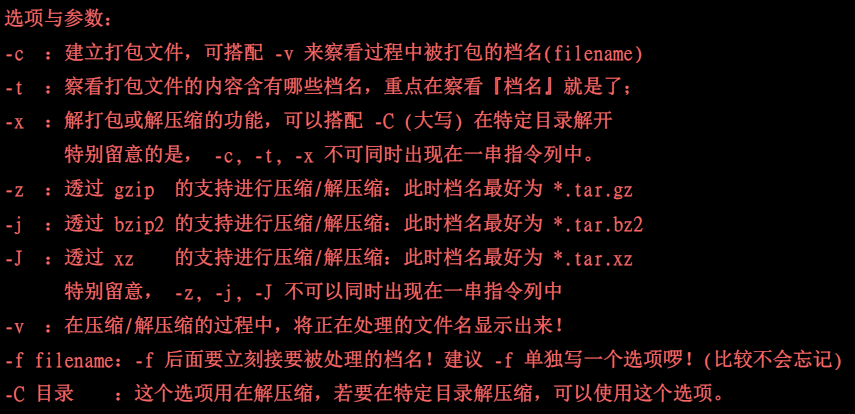 选项与参数：
-c ：建立打包文件，可搭配 -v 来察看过程中被打包的档名(filename)
-t ：察看打包文件的内容含有哪些档名，重点在察看『档名』就是了；
-x ：解打包或解压缩的功能，可以搭配 -C (大写) 在特定目录解开
特别留意的是， -c, -t, -x 不可同时出现在一串指令列中。
-z ：透过 gzip 的支持进行压缩/解压缩：此时档名最好为 *.tar.gz
-j ：透过 bzip2 的支持进行压缩/解压缩：此时档名最好为 *.tar.bz2
-J ：透过 xz 的支持进行压缩/解压缩：此时档名最好为 *.tar.xz
特别留意， -z, -j, -J 不可以同时出现在一串指令列中
-v ：在压缩/解压缩的过程中，将正在处理的文件名显示出来！
-f filename：-f 后面要立刻接要被处理的档名！建议 -f 单独写一个选项啰！(比较不会忘记)
-C 目录 ：这个选项用在解压缩，若要在特定目录解压缩，可以使用这个选项。